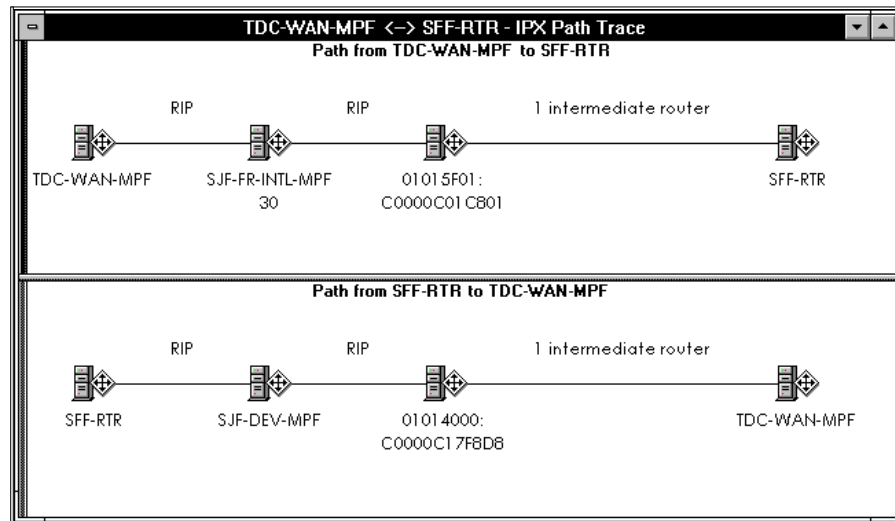 TDC-WAN-MPF <-> SFF-RTR - IPX Path Trace
Path from TDC-WAN-MPF to SFF-RTR
RIP RIP 1 intermediate router
TDC-WAN-MPF SJF-FR-INTL-MPF 01015F01: SFF-RTR
30 C0000C01CB01
Path from SFF-RTR to TDC-WAN-MPF
RIP RIP 1 intermediate router
SFF-RTR SJF-DEV-MPF 01014000: TDC-WAN-MPF
C0000C17F8D8